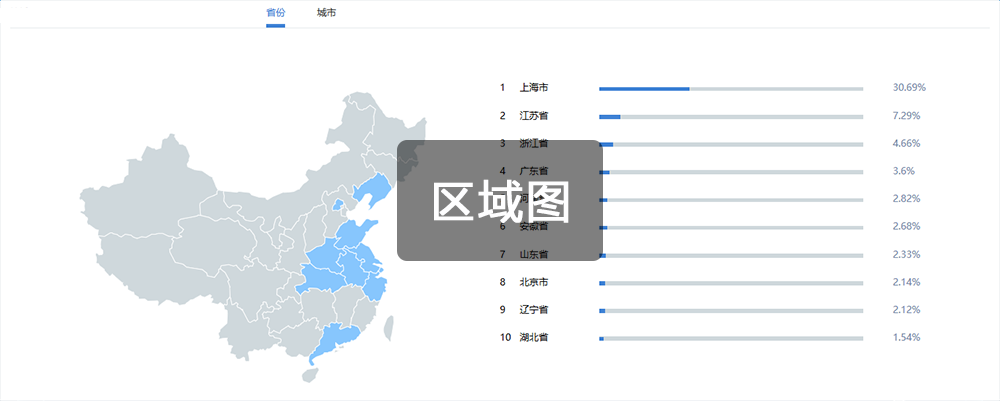 省份 城市
1 上海市 30.69%
2 江苏省 7.29%
3 浙江省 4.66%
4 广东省 3.6%
河 2.82%
6 安徽省 2.68%
7 山东省 2.33%
8 北京市 2.14%
9 辽宁省 2.12%
10 湖北省 1.54%
区域图